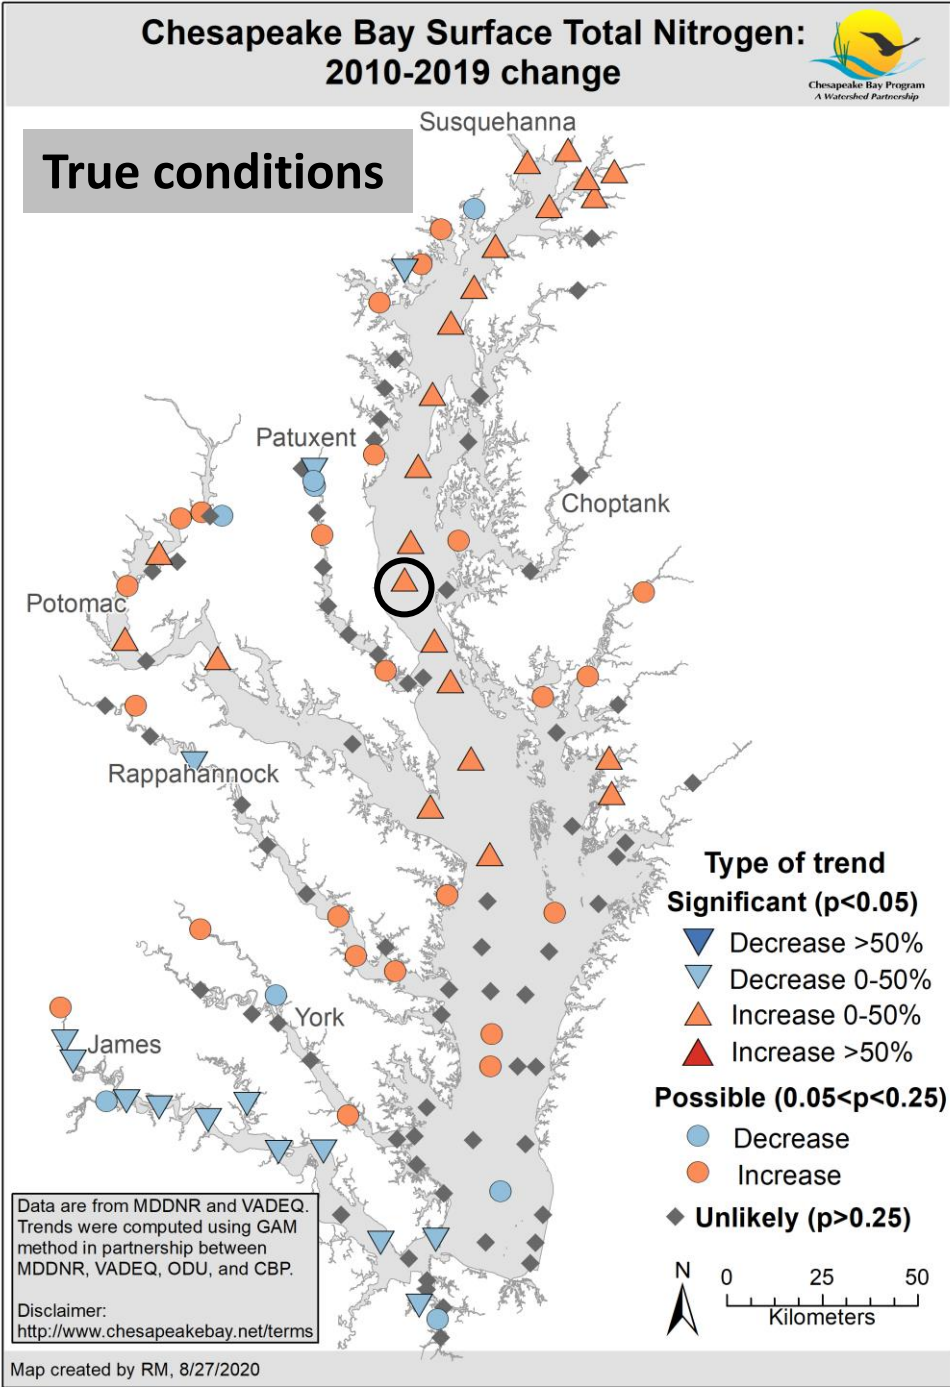 Chesapeake Bay Surface Total Nitrogen:
2010-2019 change
Chesapeake Bay Program
A Watershed Partnership
True conditions
Susquehanna
Patuxent
Choptank
Potomac
Rappahannock
York
James
Type of trend
Significant (p<0.05)
Decrease >50%
Decrease 0-50%
Increase 0-50%
Increase >50%
Possible (0.05<p<0.25)
Decrease
Increase
Unlikely (p>0.25)
N
0 25 50
Kilometers
Data are from MDDNR and VADEQ.
Trends were computed using GAM
method in partnership between
MDDNR, VADEQ, ODU, and CBP.
Disclaimer:
http://www.chesapeakebay.net/terms
Map created by RM, 8/27/2020